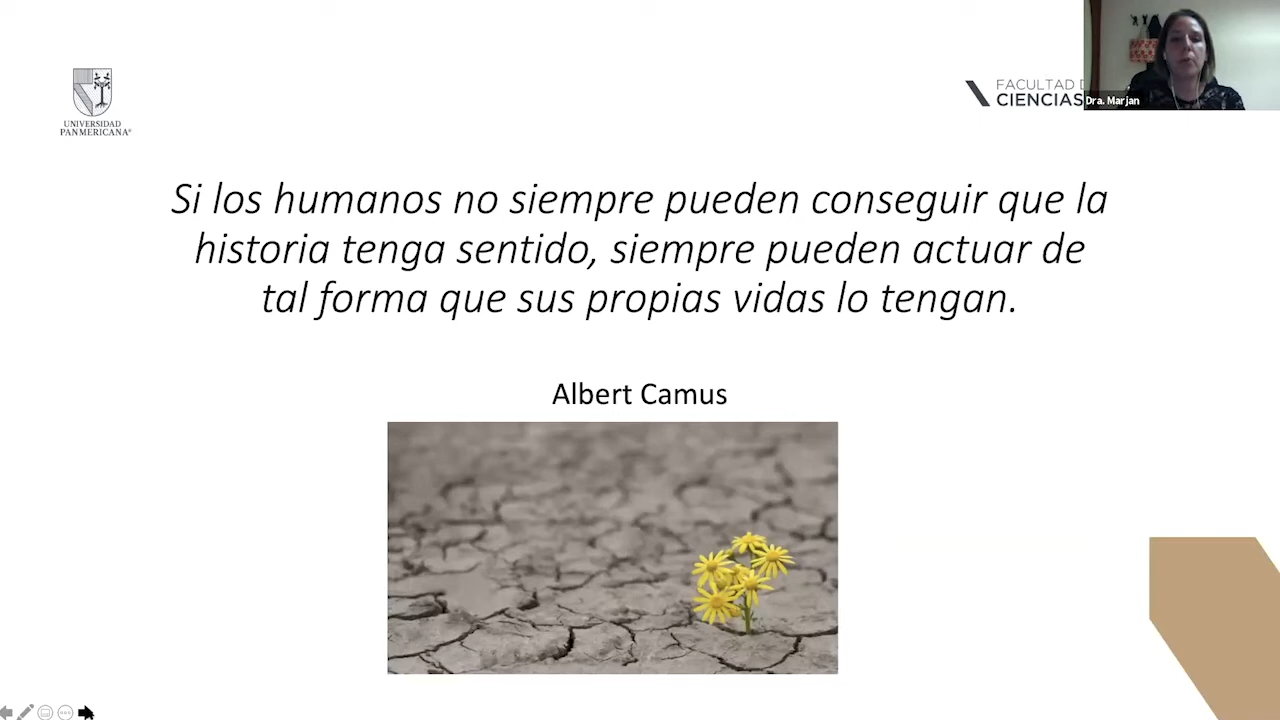 UNIVERSIDAD
PANMERICANA®
FACULTAD D
CIENCIAS
Dra. Marjan
Si los humanos no siempre pueden conseguir que la
historia tenga sentido, siempre pueden actuar de
tal forma que sus propias vidas lo tengan.
Albert Camus